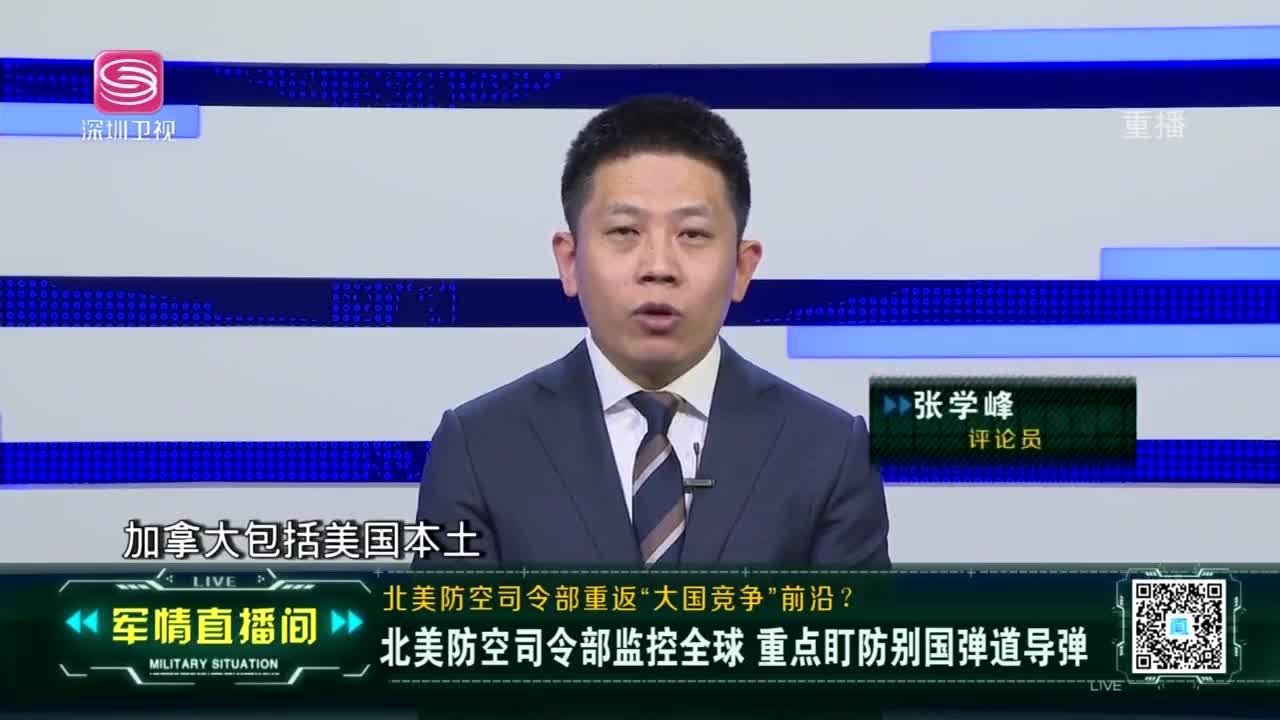 深圳卫视
重播
张学峰
评论员
加拿大包括美国本土
LIVE
军情直播间
MILITARY SITUATION
北美防空司令部重返“大国竞争”前沿？
北美防空司令部监控全球 重点盯防别国弹道导弹
直
LIVE